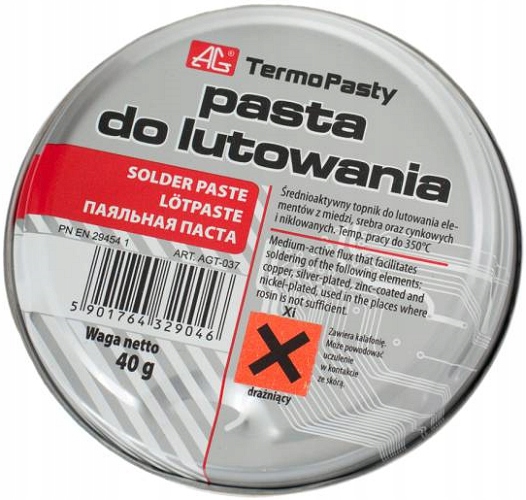 AG®
TermoPasty
pasta
do lutowania
SOLDER PASTE
LÖTPASTE
ПАЯЛЬНАЯ ПАСТА
PN EN 29454 1
ART. AGT-037
5 901764 329046
Waga netto
40 g
Średnioaktywny topnik do lutowania ele-
mentów z miedzi, srebra oraz cynkowych
i niklowanych. Temp. pracy do 350°C
Medium-active flux that facilitates
soldering of the following elements:
copper, silver-plated, zinc-coated and
nickel-plated, used in the places where
rosin is not sufficient.
Xi
drażniący
Zawiera kalafonię.
Może powodować
uczulenie
w kontakcie
ze skórą.